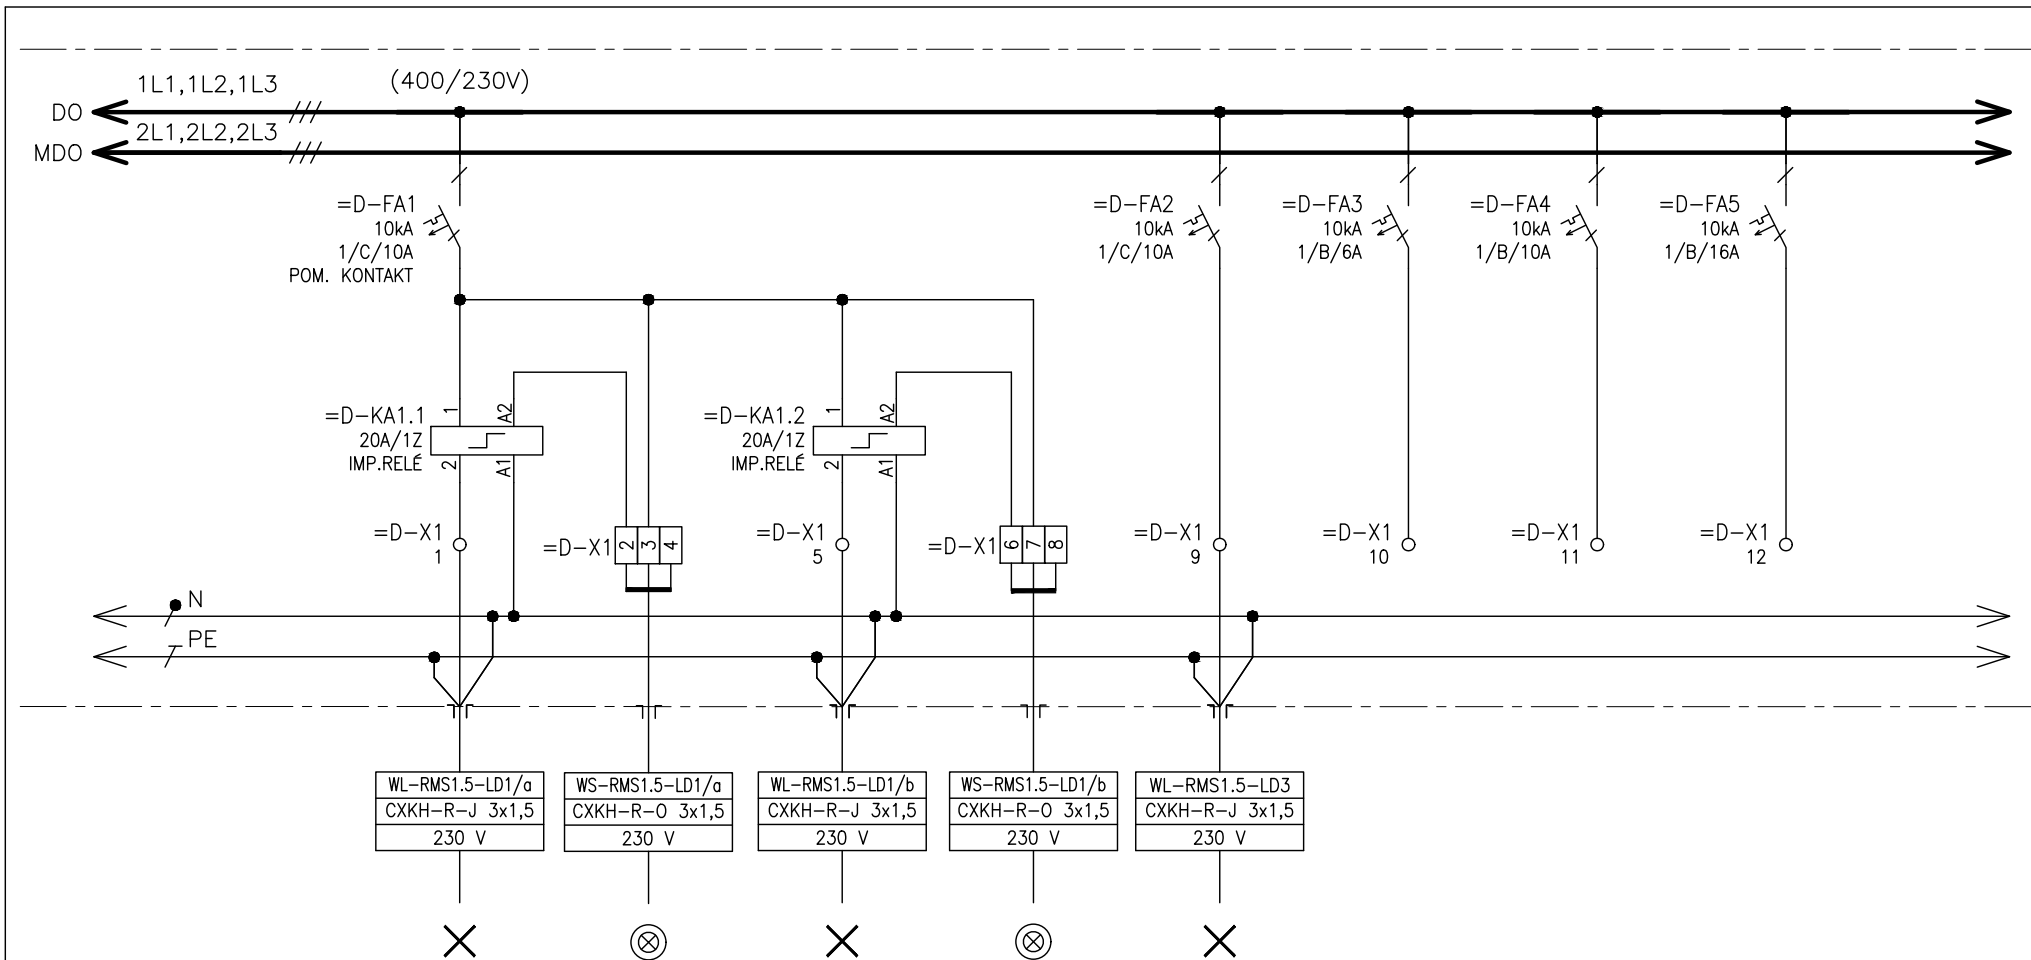 1L1,1L2,1L3
(400/230V)
DO
2L1,2L2,2L3
MDO
=D-FA1
10kA
1/C/10A
POM. KONTAKT
=D-FA2
10kA
1/C/10A
=D-FA3
10kA
1/B/6A
=D-FA4
10kA
1/B/10A
=D-FA5
10kA
1/B/16A
=D-KA1.1
20A/1Z
IMP.RELÉ
1
A2
2
A1
=D-KA1.2
20A/1Z
IMP.RELÉ
1
A2
2
A1
=D-X1
1
=D-X1
2 3 4
=D-X1
5
=D-X1
6 7 8
=D-X1
9
=D-X1
10
=D-X1
11
=D-X1
12
N
PE
WL-RMS1.5-LD1/a
CXKH-R-J 3x1,5
230 V
WS-RMS1.5-LD1/a
CXKH-R-O 3x1,5
230 V
WL-RMS1.5-LD1/b
CXKH-R-J 3x1,5
230 V
WS-RMS1.5-LD1/b
CXKH-R-O 3x1,5
230 V
WL-RMS1.5-LD3
CXKH-R-J 3x1,5
230 V